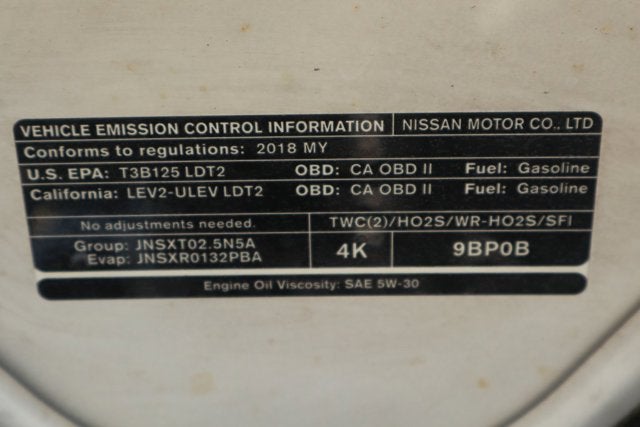 VEHICLE EMISSION CONTROL INFORMATION NISSAN MOTOR CO., LTD
Conforms to regulations: 2018 MY
U.S. EPA: T3B125 LDT2 OBD: CA OBD II Fuel: Gasoline
California: LEV2-ULEV LDT2 OBD: CA OBD II Fuel: Gasoline
No adjustments needed. TWC(2)/HO2S/WR-HO2S/SFI
Group: JNSXT02.5N5A
Evap: JNSXR0132PBA
4K 9BP0B
Engine Oil Viscosity: SAE 5W-30